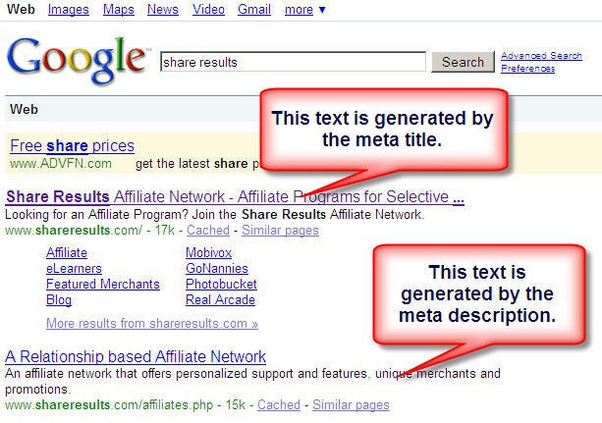 Web Images Maps News Video Gmail more ▼
Google™ share results Search Advanced Search
Preferences
Web
This text is generated by
the meta title.
Free share prices
www.ADVFN.com get the latest share
Share Results Affiliate Network - Affiliate Programs for Selective ...
Looking for an Affiliate Program? Join the Share Results Affiliate Network.
www.shareresults.com/ - 17k - Cached - Similar pages
Affiliate Mobivox
eLearners GoNannies
Featured Merchants Photobucket
Blog Real Arcade
More results from shareresults.com »
This text is
generated by the
meta description.
A Relationship based Affiliate Network
An affiliate network that offers personalized support and features, unique merchants and
promotions.
www.shareresults.com/affiliates.php - 15k - Cached - Similar pages